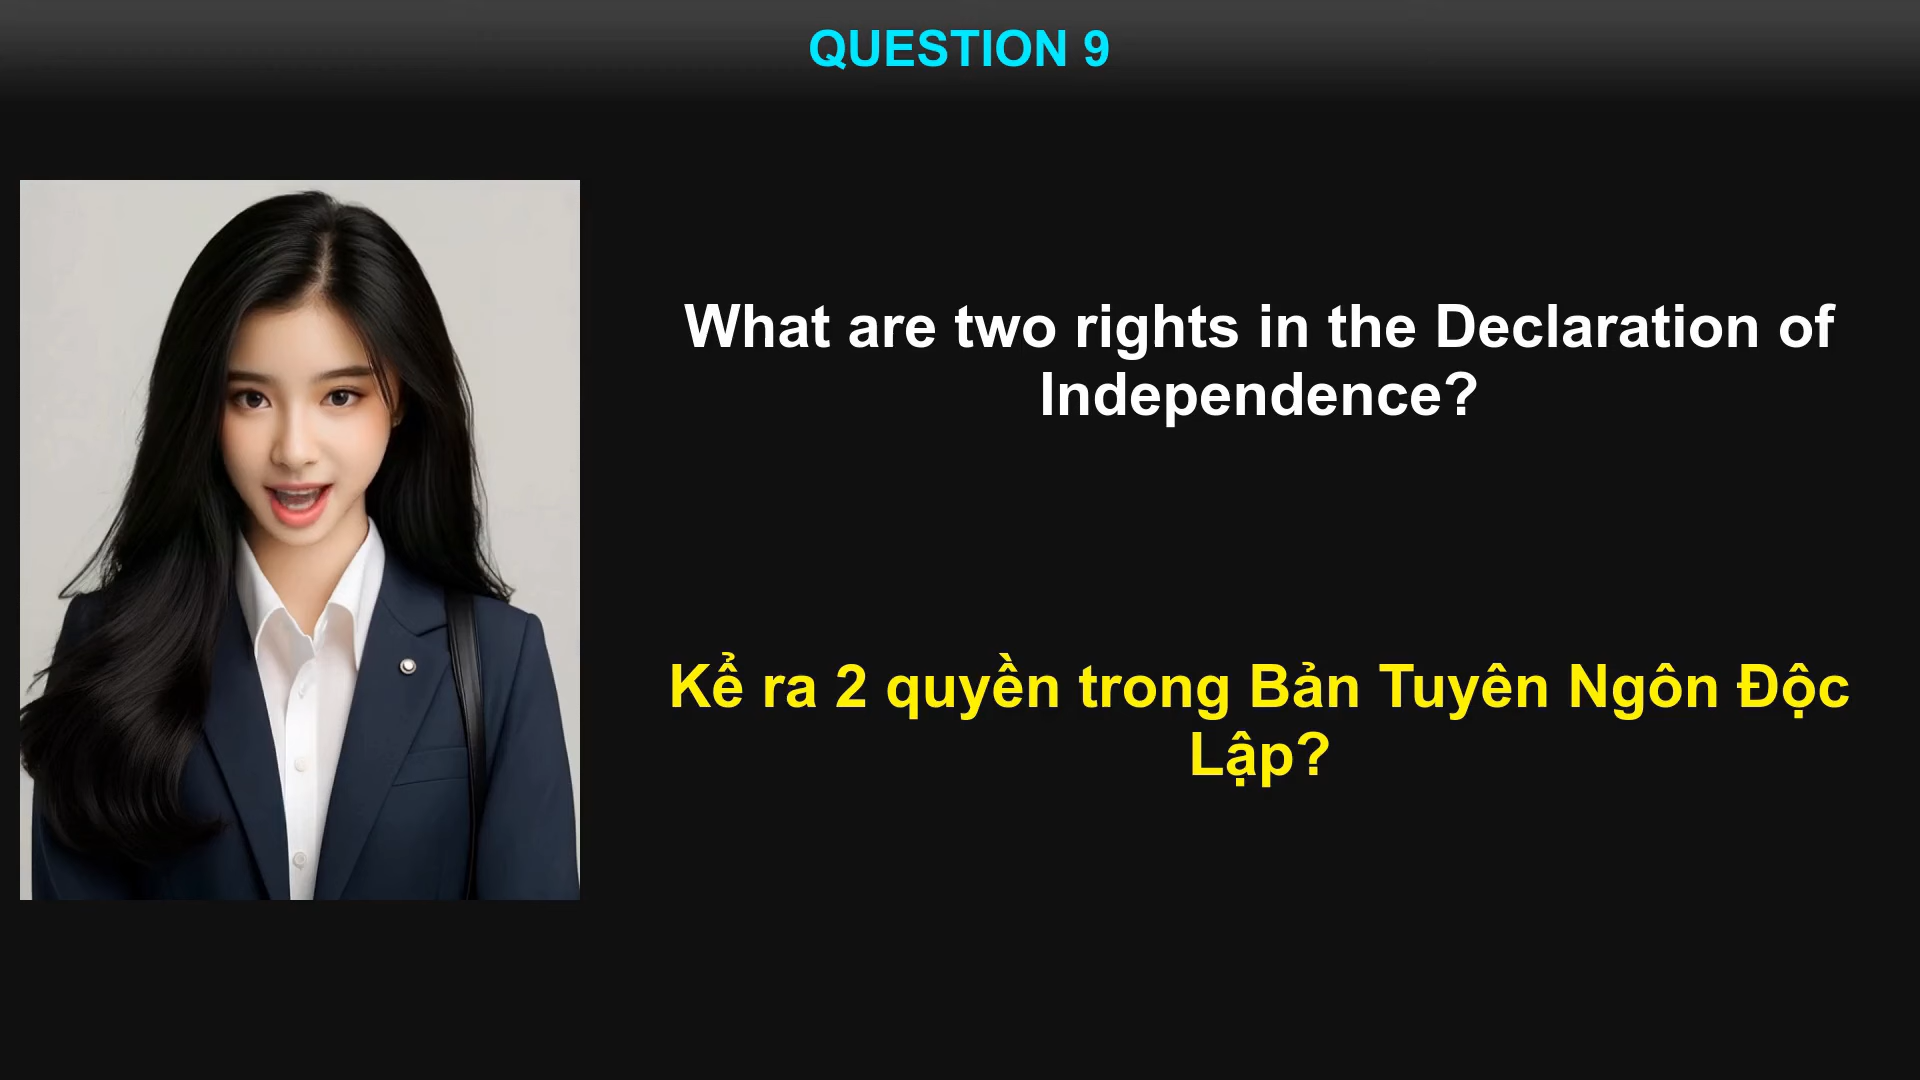 QUESTION 9
What are two rights in the Declaration of
Independence?
Kể ra 2 quyền trong Bản Tuyên Ngôn Độc
Lập?